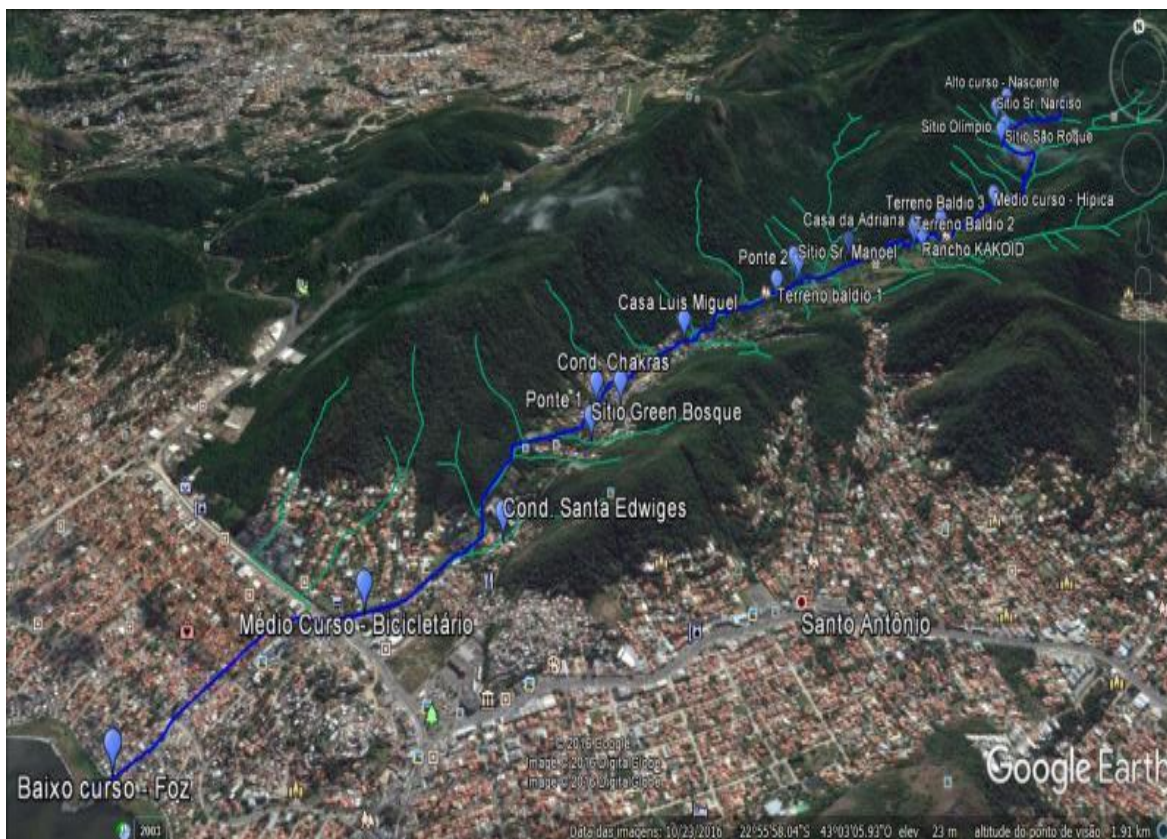 N
Alto curso - Nascente
Sitio Sr. Narciso
Sitio Olímpio
Sitio São Roque
Terreno Baldio 3
Médio curso - Hípica
Casa da Adriana
Terreno Baldio 2
Rancho KAKOID
Ponte 2
Sitio Sr. Manoel
Casa Luis Miguel
Terreno baldio 1
Cond. Chakras
Ponte 1
Sitio Green Bosque
Cond. Santa Edwiges
Médio Curso - Bicicletário
Santo Antônio
Baixo curso - Foz
© 2016 Google
Image © 2016 DigitalGlobe
Image © 2016 DigitalGlobe
Google Earth
2003
Data das imagens: 10/23/2016 22°55'58.04"S 43°03'05.93"O elev 23 m altitude do ponto de visão 1.91 km